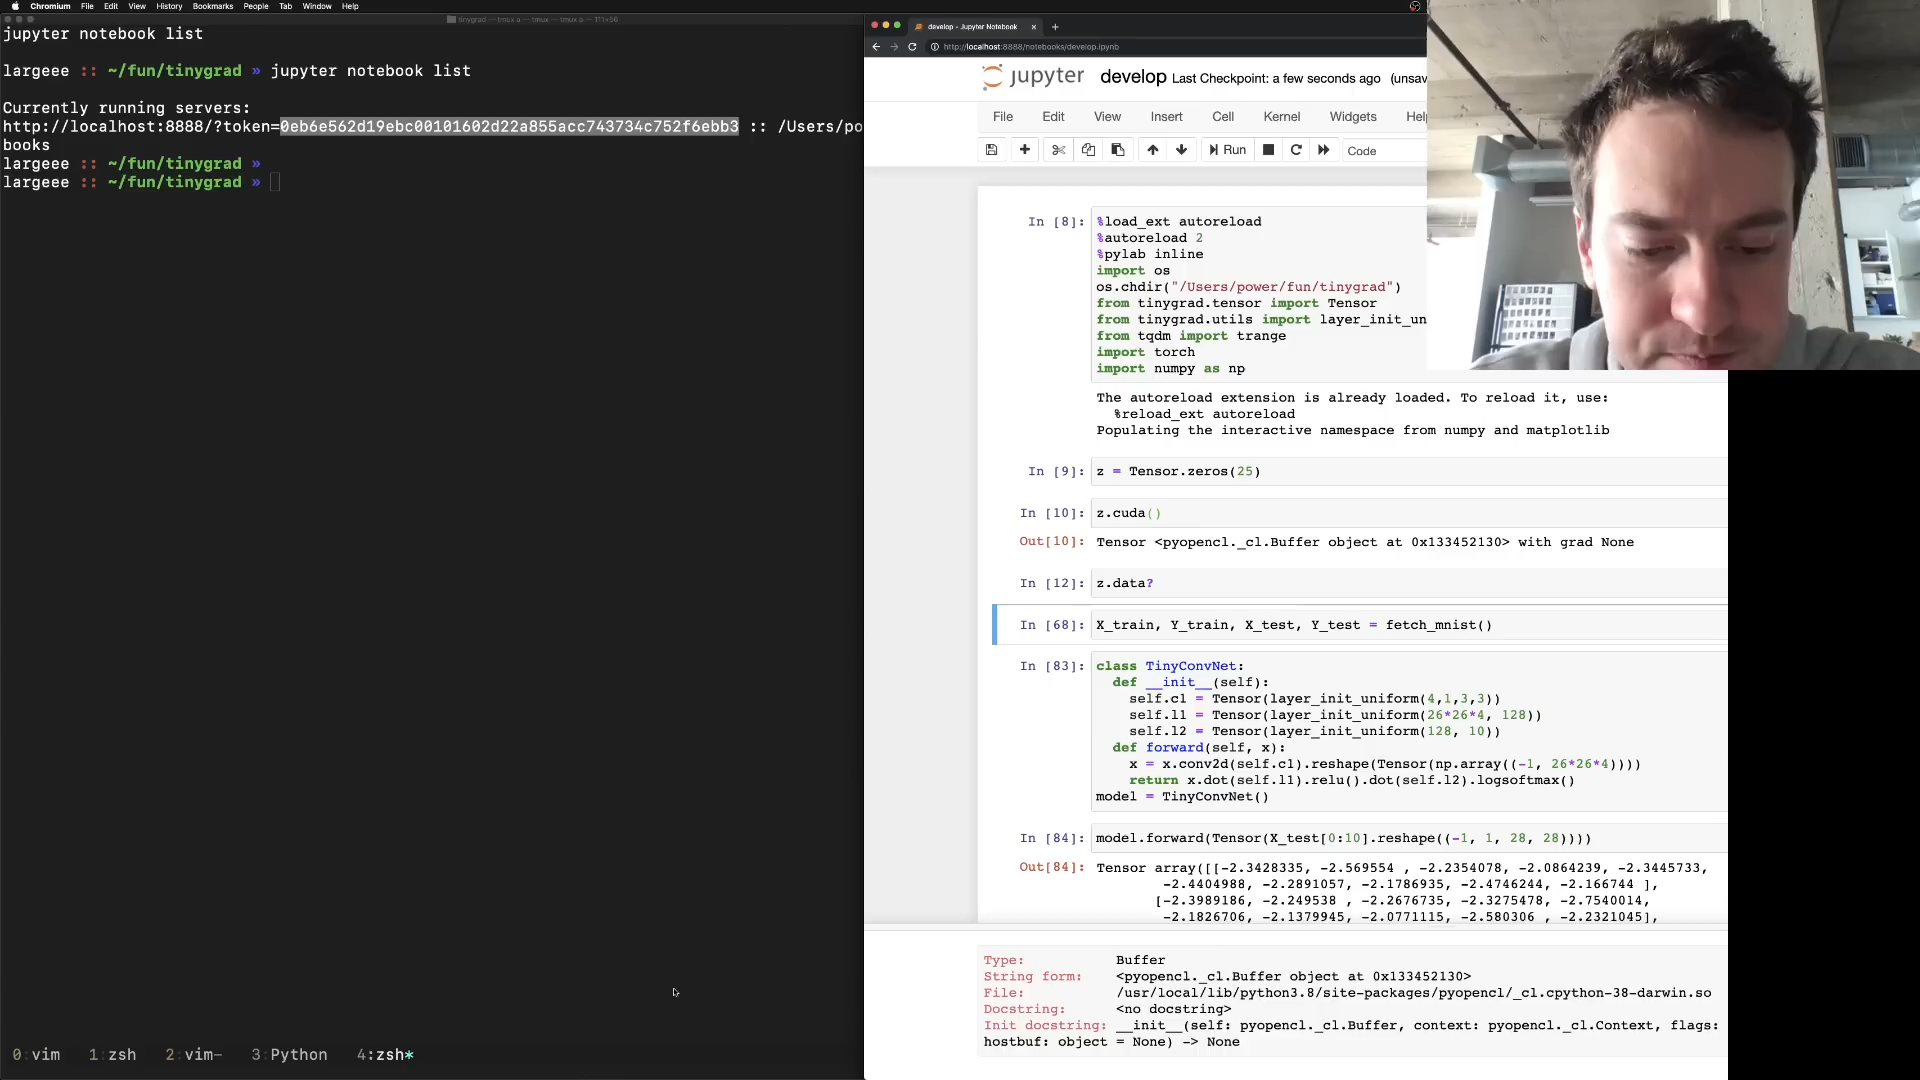 Chromium File Edit View History Bookmarks People Tab Window Help
tinygrad — tmux a — tmux — tmux a — 111×56
jupyter notebook list
largeee :: ~/fun/tinygrad » jupyter notebook list
Currently running servers:
http://localhost:8888/?token=0eb6e562d19ebc00101602d22a855acc743734c752f6ebb3 :: /Users/po
books
largeee :: ~/fun/tinygrad »
largeee :: ~/fun/tinygrad »
0 vim 1:zsh 2 vim- 3 Python 4:zsh*
develop - Jupyter Notebook
http://localhost:8888/notebooks/develop.ipynb
jupyter develop Last Checkpoint: a few seconds ago (unsav
File Edit View Insert Cell Kernel Widgets Hel
Run Code
In [8]: %load_ext autoreload
%autoreload 2
%pylab inline
import os
os.chdir("/Users/power/fun/tinygrad")
from tinygrad.tensor import Tensor
from tinygrad.utils import layer_init_un
from tqdm import trange
import torch
import numpy as np
The autoreload extension is already loaded. To reload it, use:
%reload_ext autoreload
Populating the interactive namespace from numpy and matplotlib
In [9]: z = Tensor.zeros(25)
In [10]: z.cuda()
Out[10]: Tensor <pyopencl._cl.Buffer object at 0x133452130> with grad None
In [12]: z.data?
In [68]: X_train, Y_train, X_test, Y_test = fetch_mnist()
In [83]: class TinyConvNet:
def __init__(self):
self.c1 = Tensor(layer_init_uniform(4,1,3,3))
self.l1 = Tensor(layer_init_uniform(26*26*4, 128))
self.l2 = Tensor(layer_init_uniform(128, 10))
def forward(self, x):
x = x.conv2d(self.c1).reshape(Tensor(np.array((-1, 26*26*4))))
return x.dot(self.l1).relu().dot(self.l2).logsoftmax()
model = TinyConvNet()
In [84]: model.forward(Tensor(X_test[0:10].reshape((-1, 1, 28, 28))))
Out[84]: Tensor array([[-2.3428335, -2.569554 , -2.2354078, -2.0864239, -2.3445733,
-2.4404988, -2.2891057, -2.1786935, -2.4746244, -2.166744 ],
[-2.3989186, -2.249538 , -2.2676735, -2.3275478, -2.7540014,
-2.1826706, -2.1379945, -2.0771115, -2.580306 , -2.2321045],
Type: Buffer
String form: <pyopencl._cl.Buffer object at 0x133452130>
File: /usr/local/lib/python3.8/site-packages/pyopencl/_cl.cpython-38-darwin.so
Docstring: <no docstring>
Init docstring: __init__(self: pyopencl._cl.Buffer, context: pyopencl._cl.Context, flags:
hostbuf: object = None) -> None